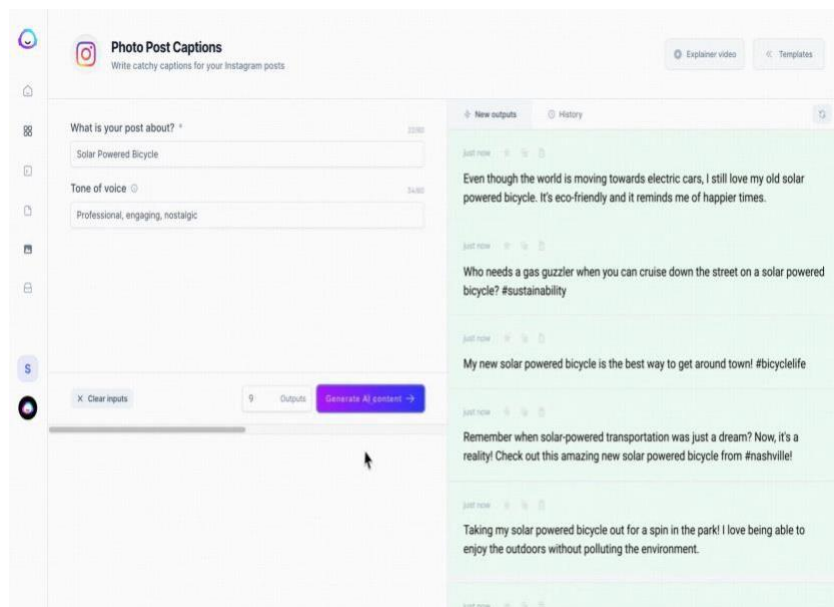 Photo Post Captions
Write catchy captions for your Instagram posts
Explainer video
Templates
What is your post about? *
Solar Powered Bicycle
Tone of voice
Professional, engaging, nostalgic
S
X Clear inputs
9 Outputs
Generate AI content →
New outputs
History
just now
Even though the world is moving towards electric cars, I still love my old solar
powered bicycle. It's eco-friendly and it reminds me of happier times.
just now
Who needs a gas guzzler when you can cruise down the street on a solar powered
bicycle? #sustainability
just now
My new solar powered bicycle is the best way to get around town! #bicyclelife
just now
Remember when solar-powered transportation was just a dream? Now, it's a
reality! Check out this amazing new solar powered bicycle from #nashville!
just now
Taking my solar powered bicycle out for a spin in the park! I love being able to
enjoy the outdoors without polluting the environment.
just now